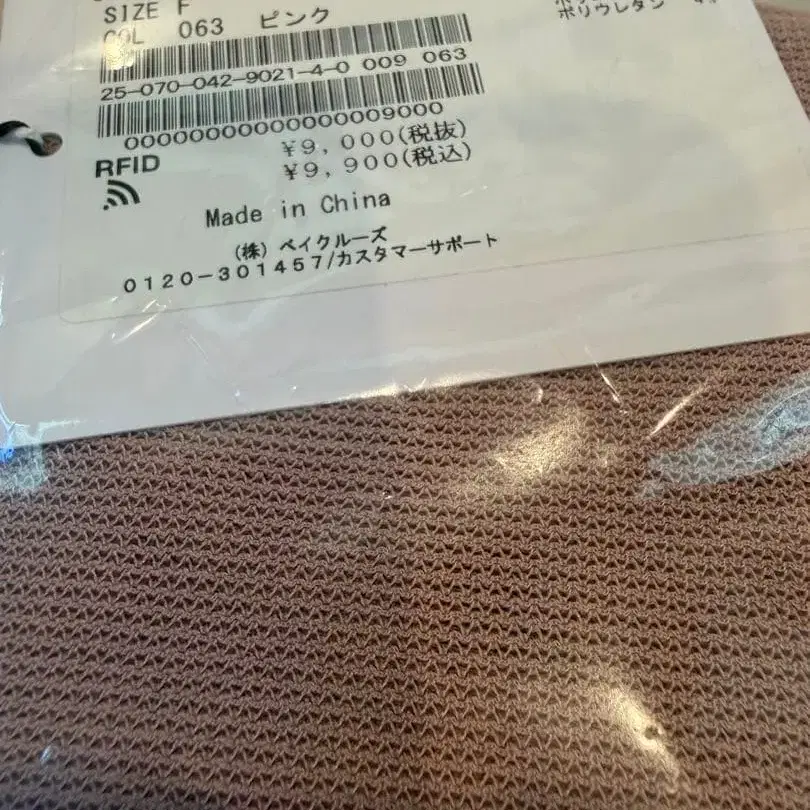 SIZE F
COL 063 ピンク
ポリウレタン
25-070-042-9021-4-0 009 063
0000000000000000009000
¥9,000(税抜)
¥9,900(税込)
RFID
Made in China
(株)ベイクルーズ
0120-301457/カスタマーサポート